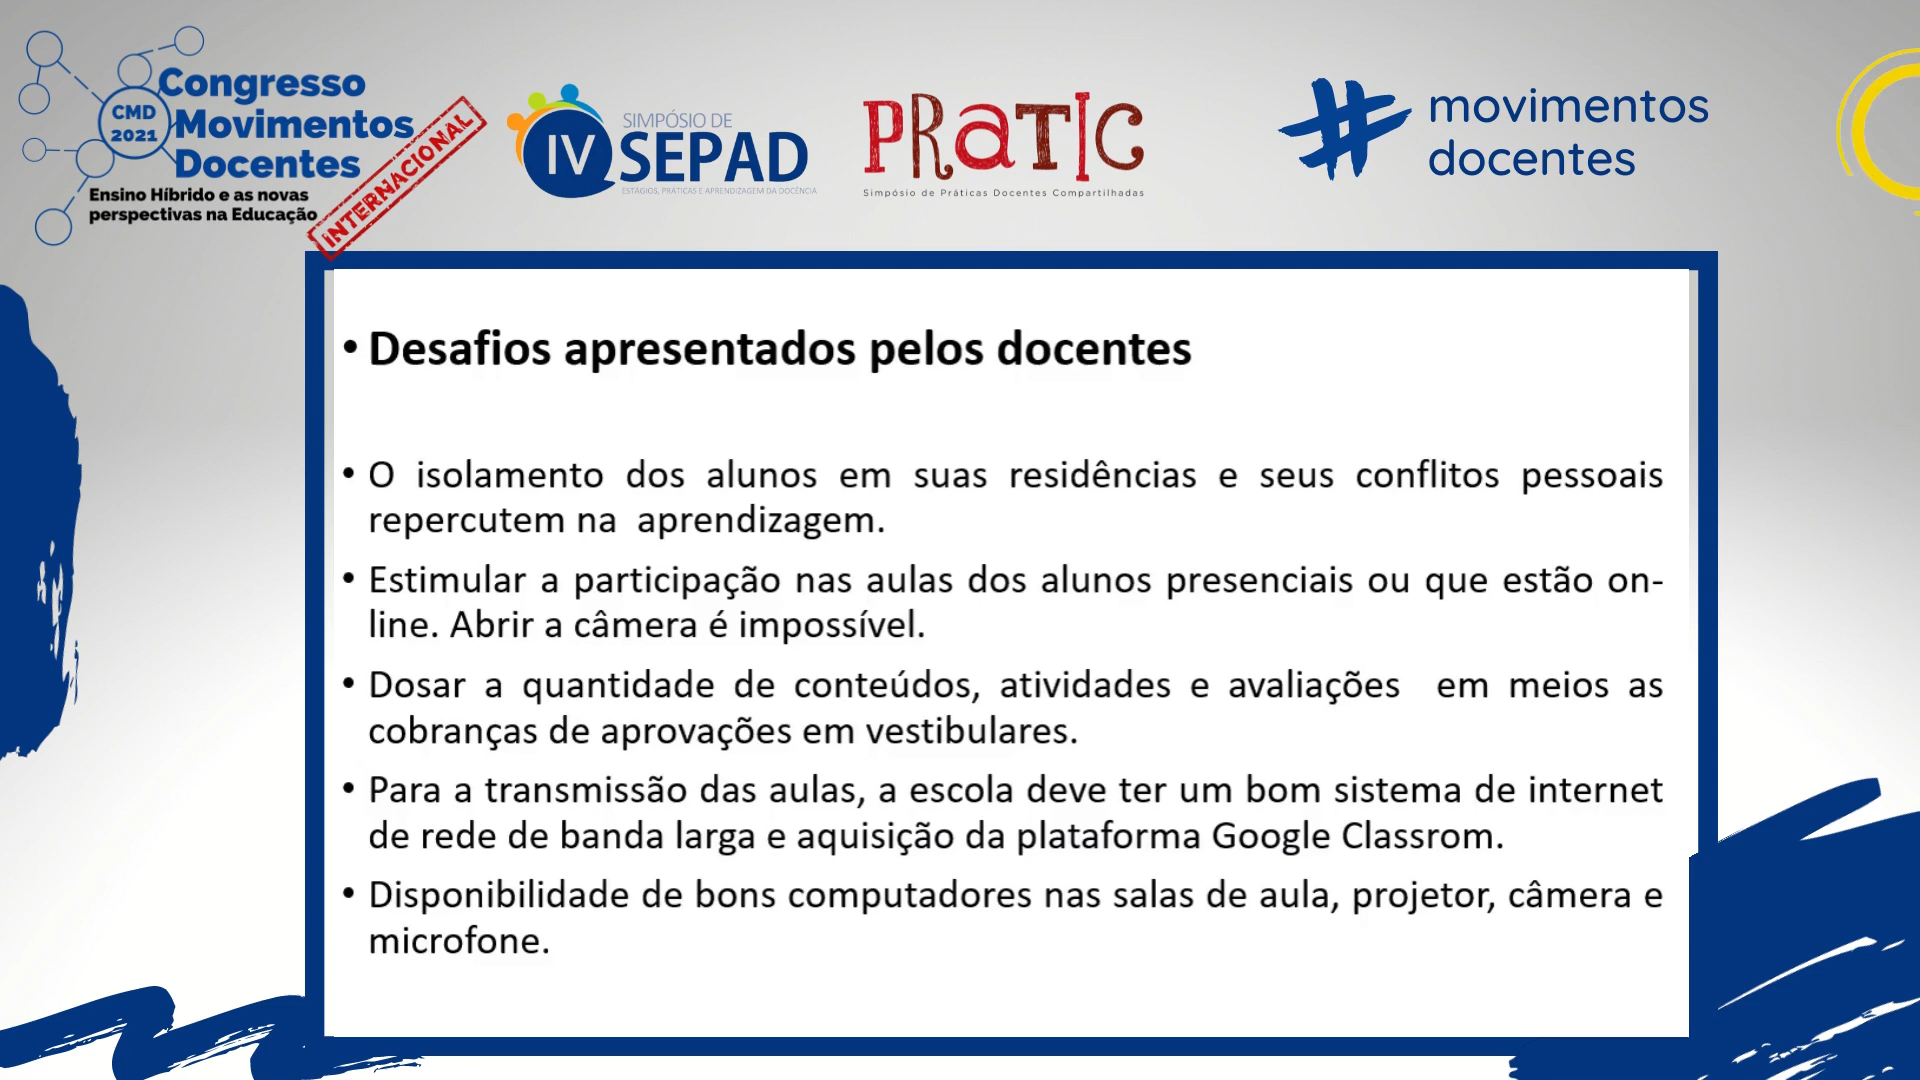 Congresso
CMD
2021
Movimentos
Docentes
Ensino Híbrido e as novas
perspectivas na Educação
INTERNACIONAL
SIMPÓSIO DE
IV SEPAD
ESTÁGIOS, PRÁTICAS E APRENDIZAGEM DA DOCÊNCIA
PRATIC
Simpósio de Práticas Docentes Compartilhadas
movimentos
docentes
• Desafios apresentados pelos docentes
• O isolamento dos alunos em suas residências e seus conflitos pessoais
repercutem na aprendizagem.
• Estimular a participação nas aulas dos alunos presenciais ou que estão on-
line. Abrir a câmera é impossível.
• Dosar a quantidade de conteúdos, atividades e avaliações em meios as
cobranças de aprovações em vestibulares.
• Para a transmissão das aulas, a escola deve ter um bom sistema de internet
de rede de banda larga e aquisição da plataforma Google Classrom.
• Disponibilidade de bons computadores nas salas de aula, projetor, câmera e
microfone.